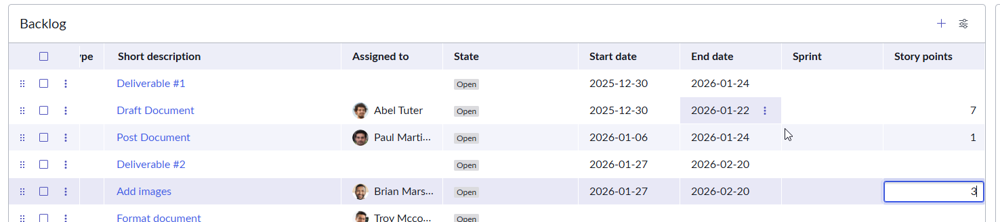 Backlog
ype Short description Assigned to State Start date End date Sprint Story points
Deliverable #1 Open 2025-12-30 2026-01-24
Draft Document Abel Tuter Open 2025-12-30 2026-01-22 7
Post Document Paul Marti... Open 2026-01-06 2026-01-24 1
Deliverable #2 Open 2026-01-27 2026-02-20
Add images Brian Mars... Open 2026-01-27 2026-02-20 3
Format document Troy Mcco... Open